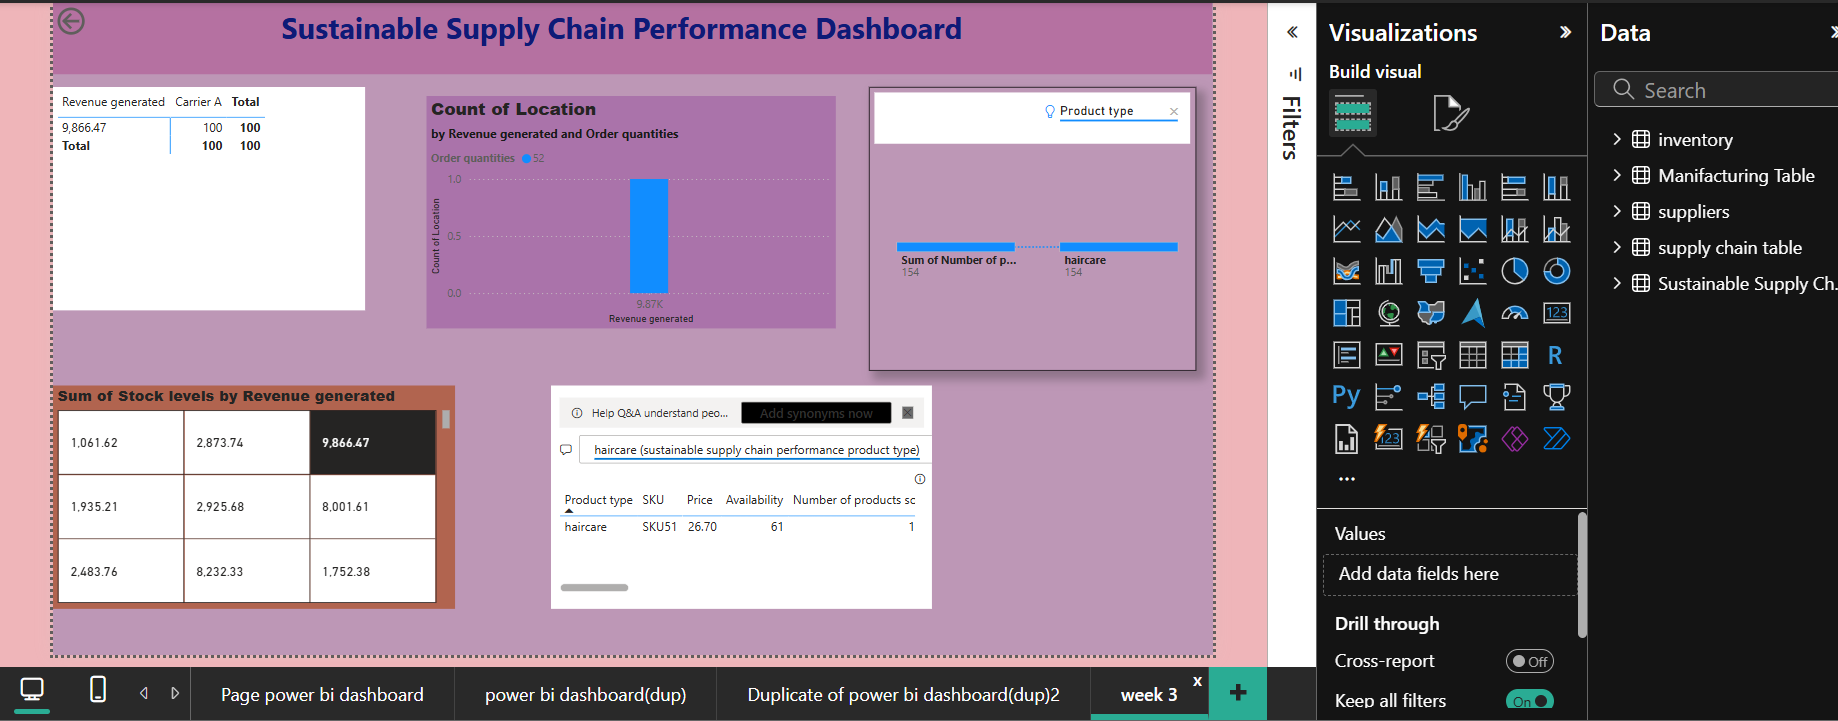 Sustainable Supply Chain Performance Dashboard
Revenue generated Carrier A Total
9,866.47 100 100
Total 100 100
Count of Location
by Revenue generated and Order quantities
Order quantities 52
1.0
0.5
0.0
Count of Location
9.87K
Revenue generated
Product type
Sum of Number of p...
154
haircare
154
Sum of Stock levels by Revenue generated
1,061.62 2,873.74 9,866.47
1,935.21 2,925.68 8,001.61
2,483.76 8,232.33 1,752.38
Help Q&A understand peo... Add synonyms now
haircare (sustainable supply chain performance product type)
Product type SKU Price Availability Number of products sc
haircare SKU51 26.70 61 1
Filters
Visualizations
Build visual
123
R
Py
123
...
Values
Add data fields here
Drill through
Cross-report Off
Keep all filters On
Data
Search
inventory
Manifacturing Table
suppliers
supply chain table
Sustainable Supply Ch.
Page power bi dashboard
power bi dashboard(dup)
Duplicate of power bi dashboard(dup)2
week 3 x
+